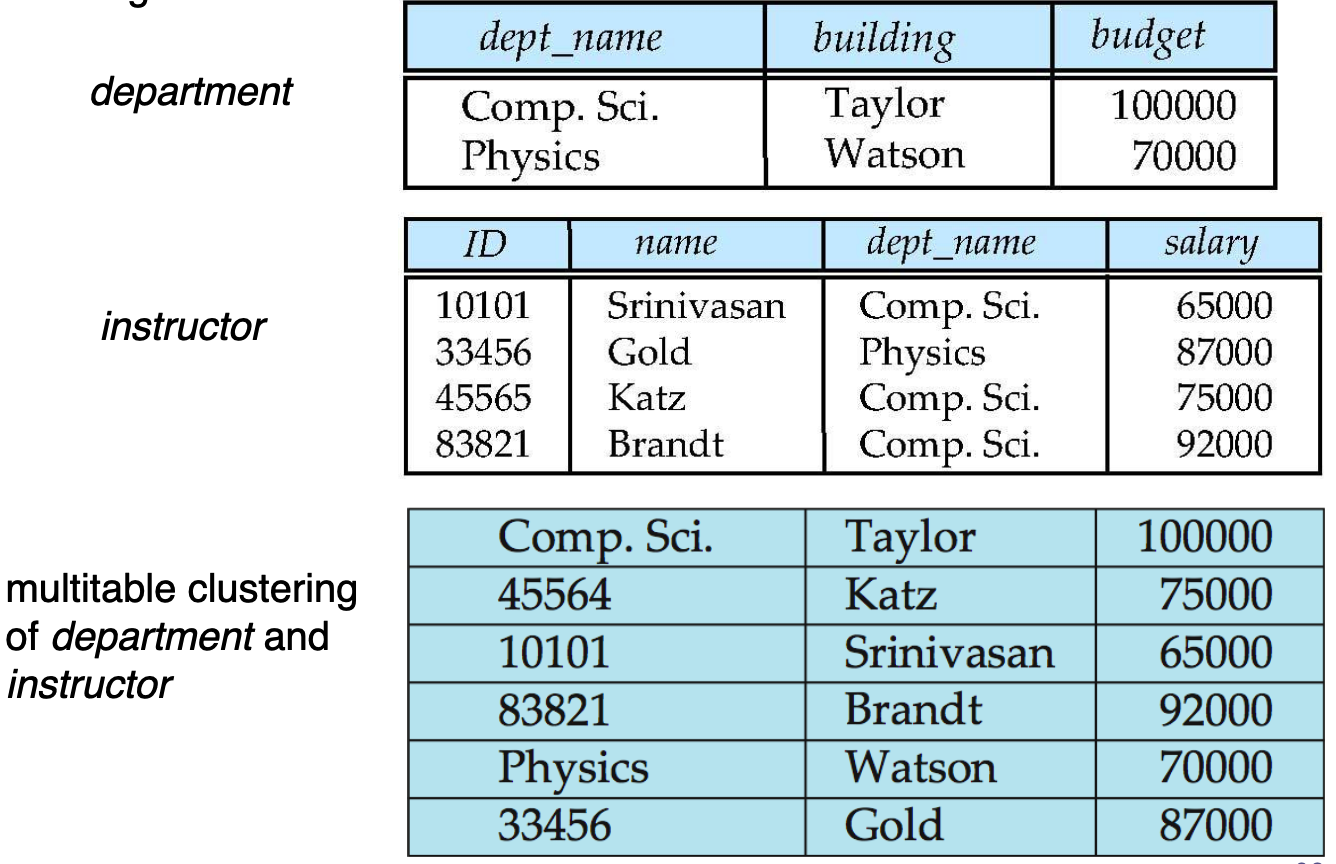 dept_name building budget
department
Comp. Sci. Taylor 100000
Physics Watson 70000
ID name dept_name salary
10101 Srinivasan Comp. Sci. 65000
instructor
33456 Gold Physics 87000
45565 Katz Comp. Sci. 75000
83821 Brandt Comp. Sci. 92000
Comp. Sci. Taylor 100000
multitable clustering
of department and
instructor
45564 Katz 75000
10101 Srinivasan 65000
83821 Brandt 92000
Physics Watson 70000
33456 Gold 87000